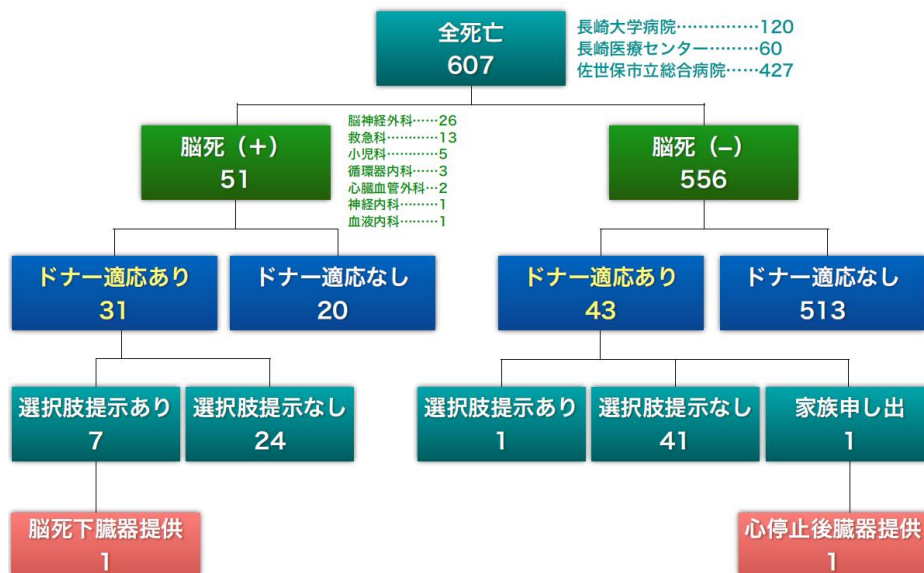 全死亡
607
長崎大学病院……………120
長崎医療センター………60
佐世保市立総合病院……427
脳死（+）
51
脳神経外科……26
救急科…………13
小児科…………5
循環器内科……3
心臓血管外科…2
神経内科………1
血液内科………1
脳死（–）
556
ドナー適応あり
31
ドナー適応なし
20
ドナー適応あり
43
ドナー適応なし
513
選択肢提示あり
7
選択肢提示なし
24
選択肢提示あり
1
選択肢提示なし
41
家族申し出
1
脳死下臓器提供
1
心停止後臓器提供
1